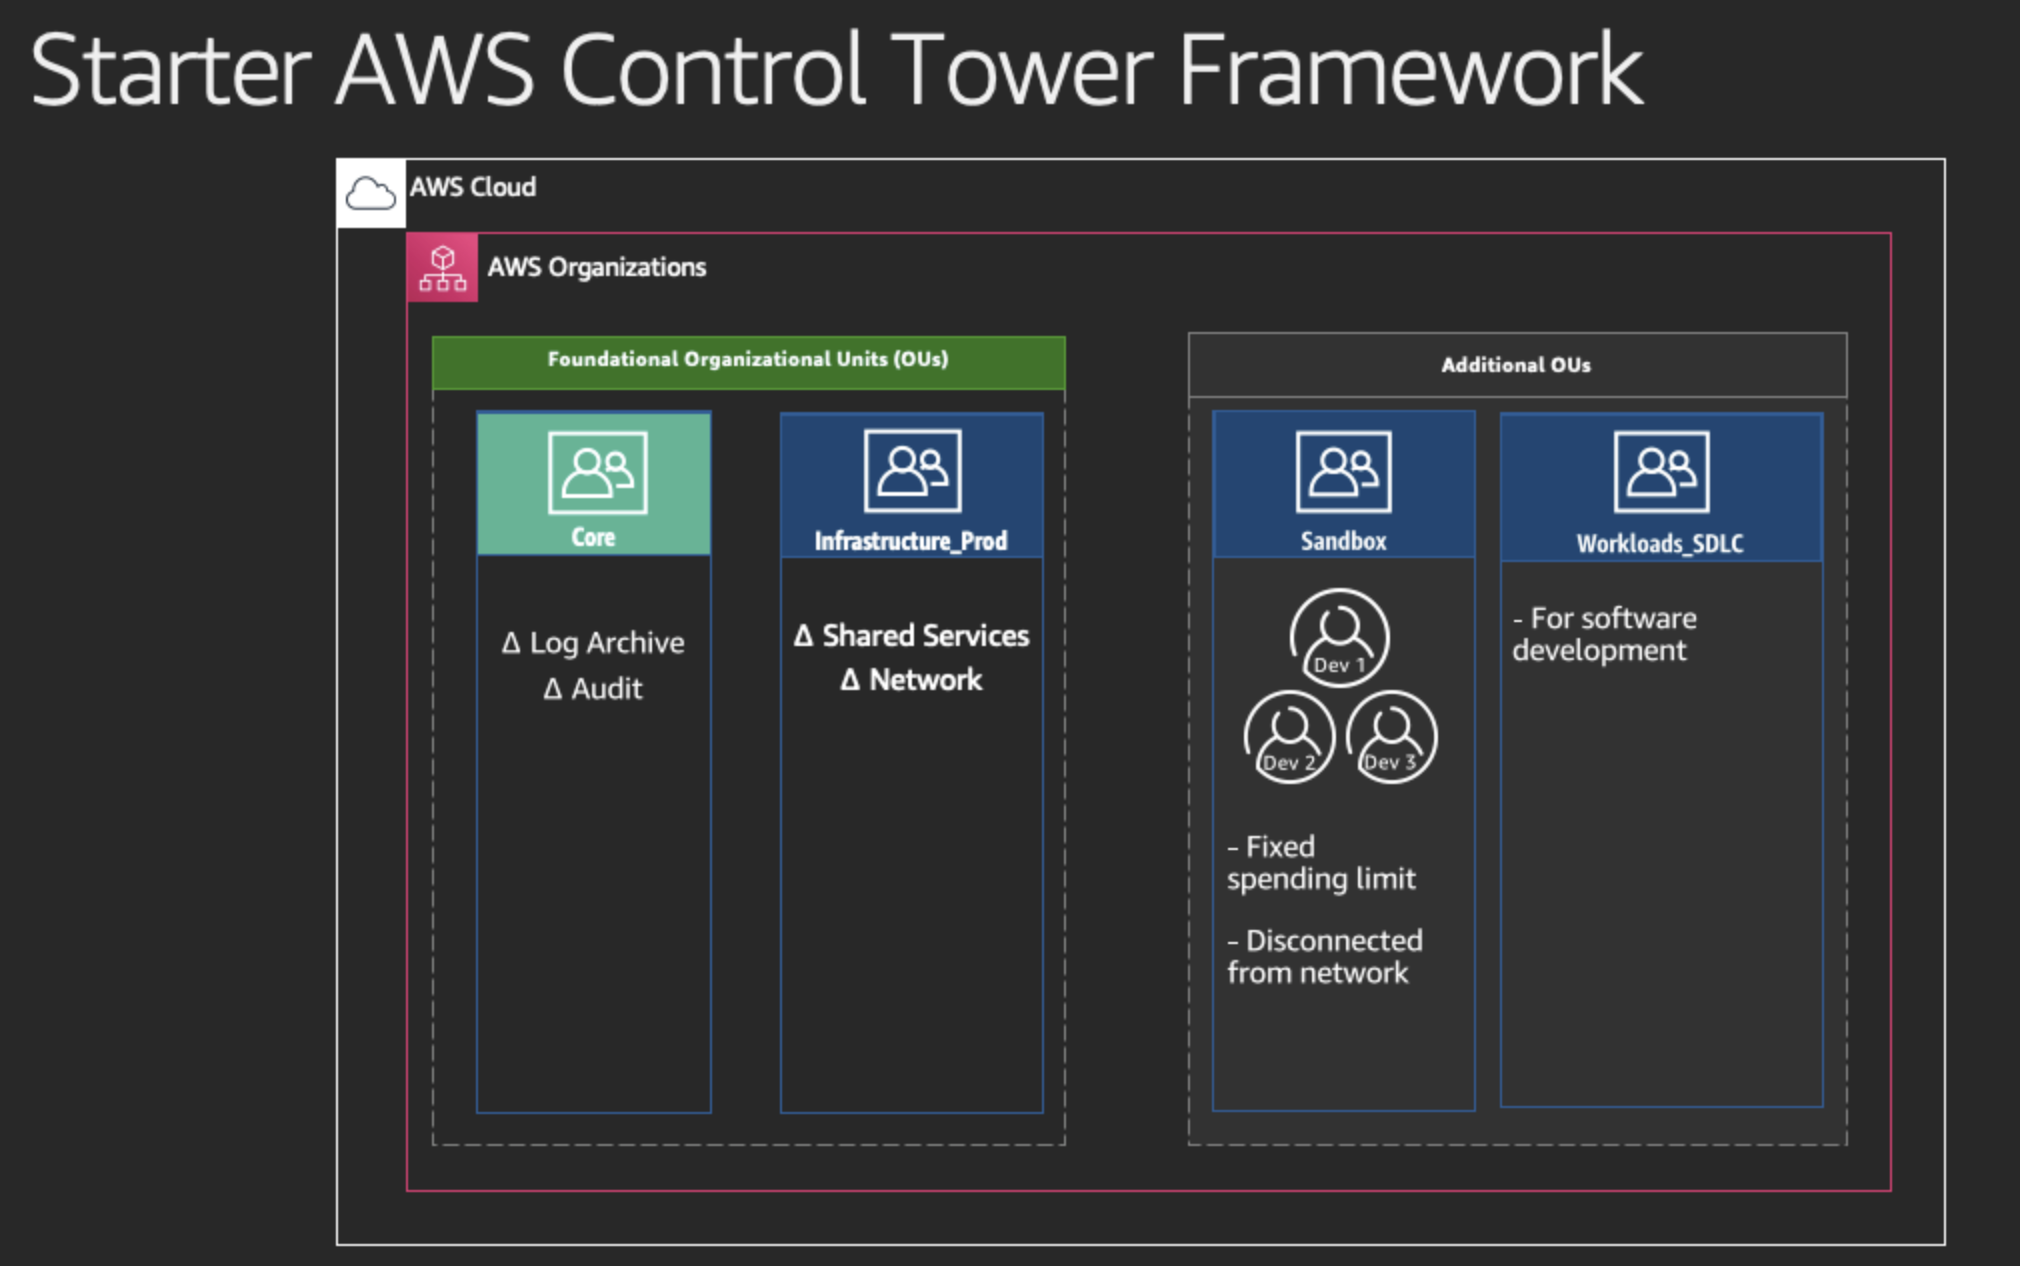 Starter AWS Control Tower Framework
AWS Cloud
AWS Organizations
Foundational Organizational Units (OUs)
Core
Δ Log Archive
Δ Audit
Infrastructure_Prod
Δ Shared Services
Δ Network
Additional OUs
Sandbox
Dev 1
Dev 2
Dev 3
- Fixed
spending limit
- Disconnected
from network
Workloads_SDLC
- For software
development